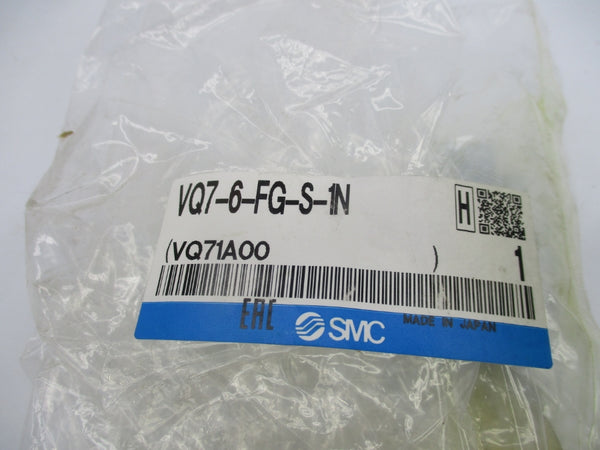 VQ7-6-FG-S-1N
H
(VQ71A00 )
1
EAC
SMC
MADE IN JAPAN